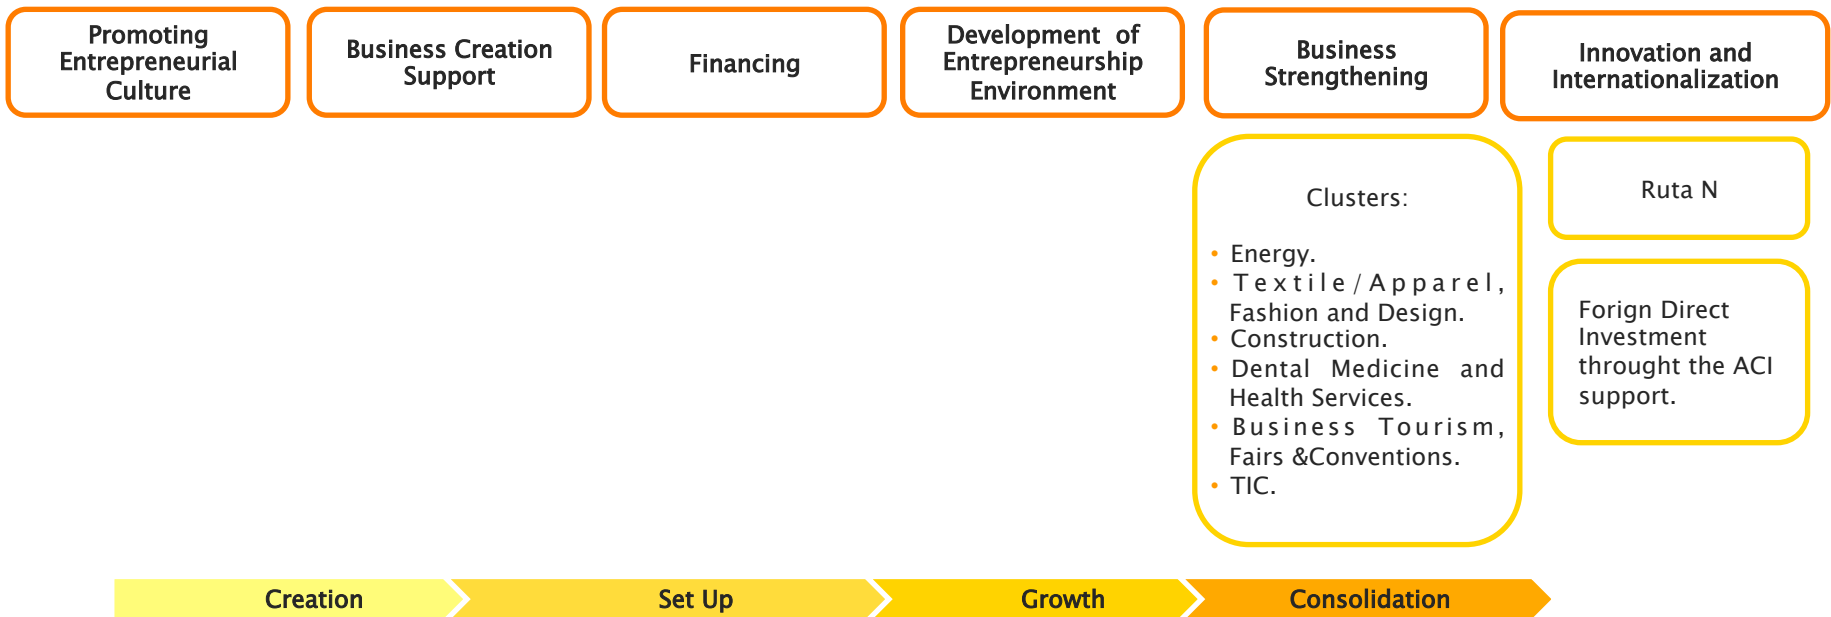 Promoting
Entrepreneurial
Culture
Business Creation
Support
Financing
Development of
Entrepreneurship
Environment
Business
Strengthening
Innovation and
Internationalization
Clusters:
• Energy.
• Textile/Apparel,
Fashion and Design.
• Construction.
• Dental Medicine and
Health Services.
• Business Tourism,
Fairs &Conventions.
• TIC.
Ruta N
Forign Direct
Investment
throught the ACI
support.
Creation
Set Up
Growth
Consolidation